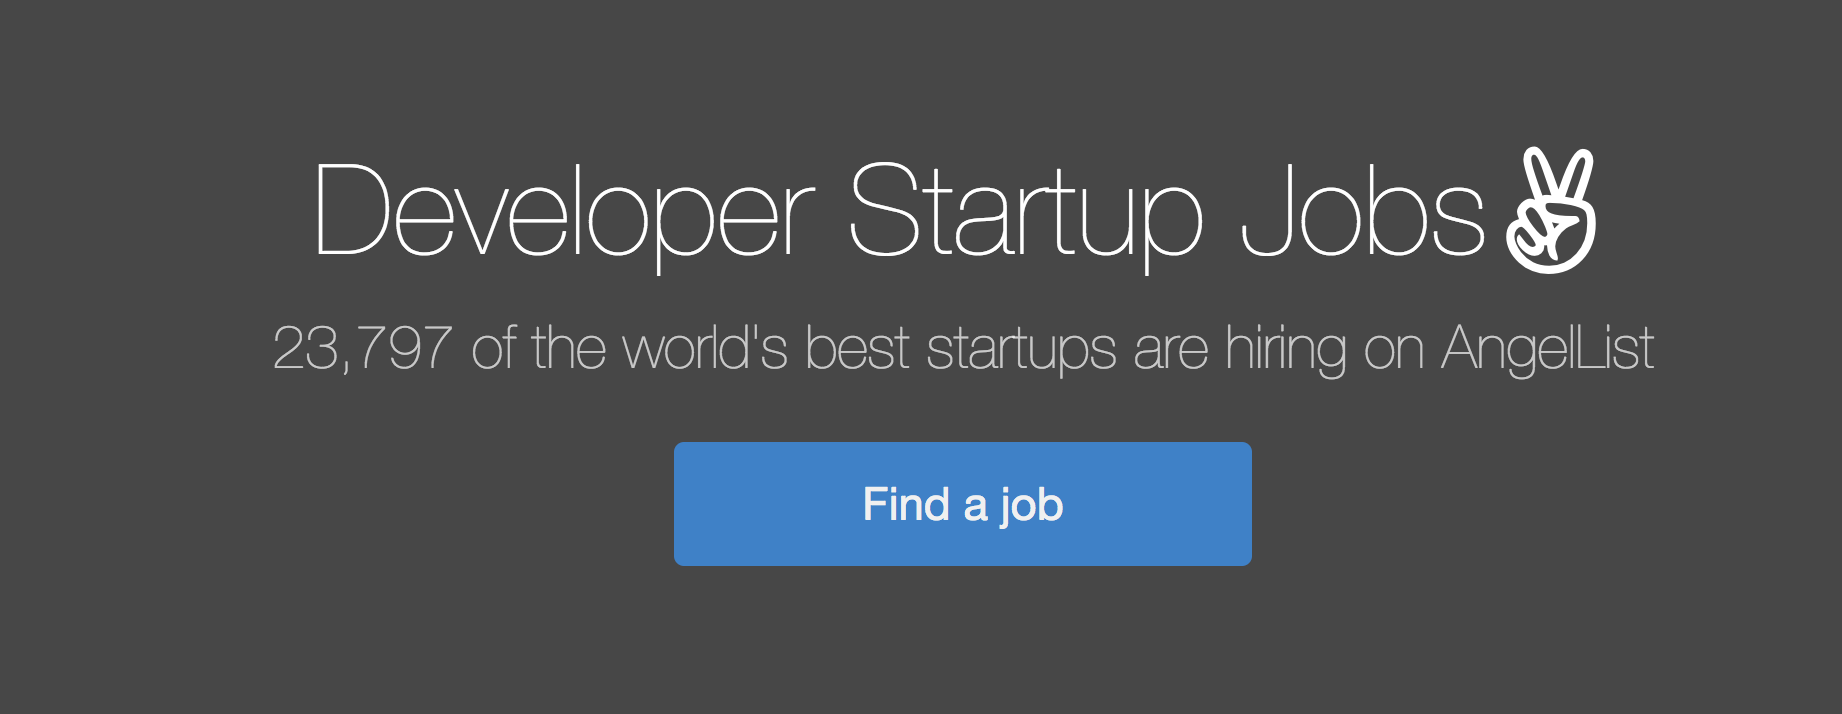 Developer Startup Jobs
23,797 of the world's best startups are hiring on AngelList
Find a job